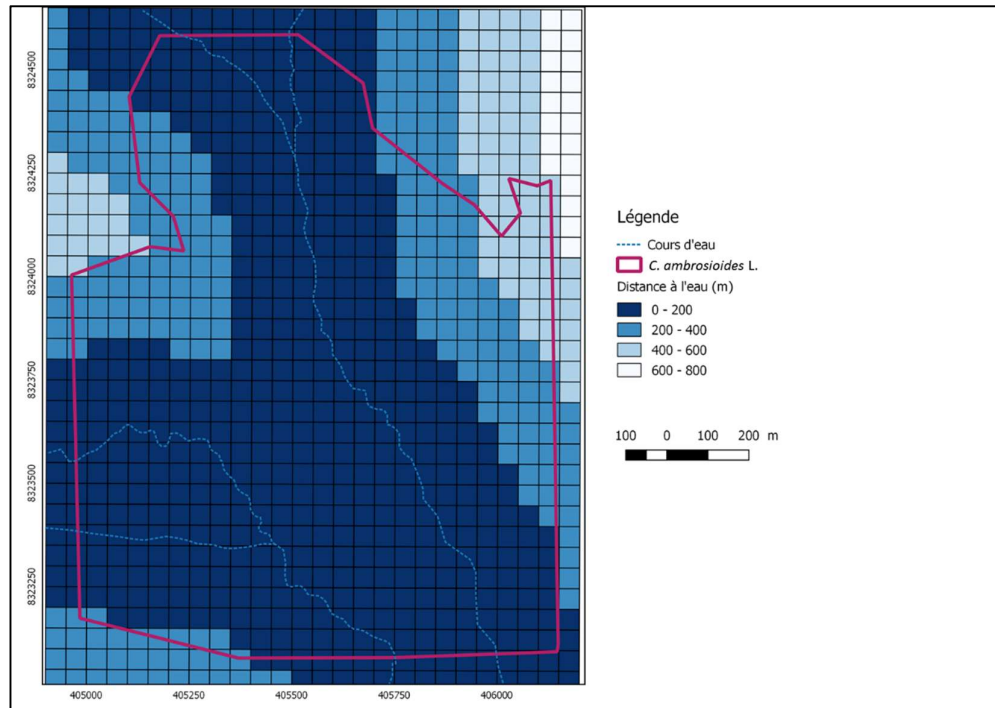 8324500
8324250
8324000
8323750
8323500
8323250
405000 405250 405500 405750 406000
Légende
Cours d'eau
C. ambrosioides L.
Distance à l'eau (m)
0 - 200
200 - 400
400 - 600
600 - 800
100 0 100 200 m